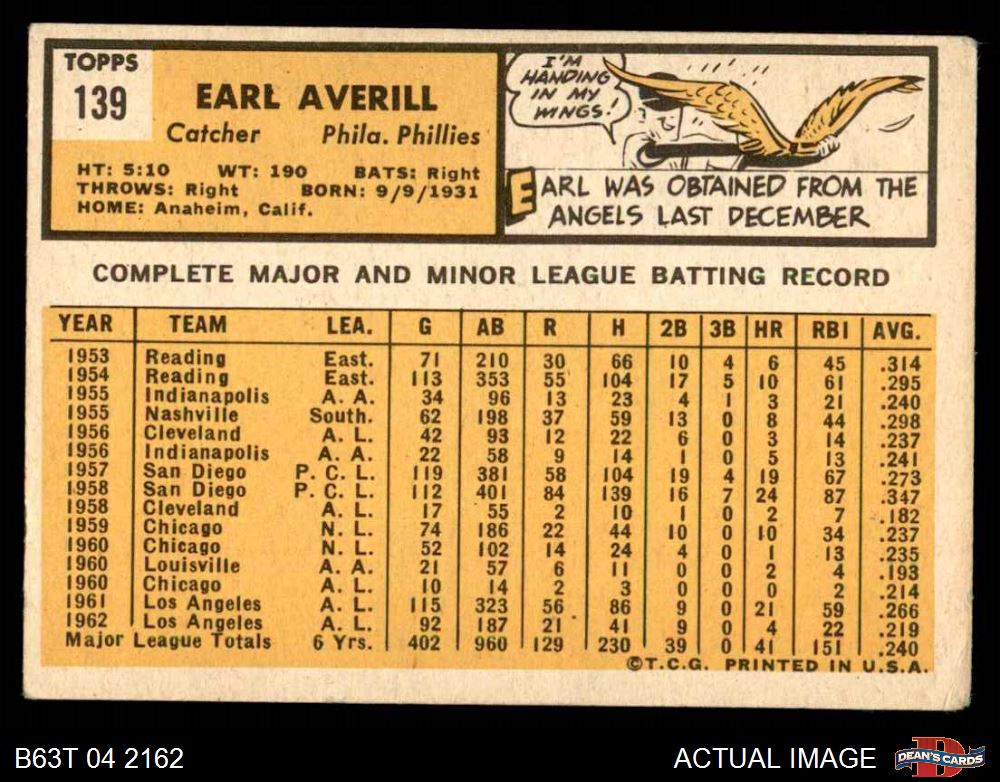 TOPPS
139
EARL AVERILL
Catcher Phila. Phillies
HT: 5:10 WT: 190 BATS: Right
THROWS: Right BORN: 9/9/1931
HOME: Anaheim, Calif.
I'M
HANDING
IN MY
WINGS!
EARL WAS OBTAINED FROM THE
ANGELS LAST DECEMBER
COMPLETE MAJOR AND MINOR LEAGUE BATTING RECORD
YEAR TEAM LEA. G AB R H 2B 3B HR RBI AVG.
1953 Reading East. 71 210 30 66 10 4 6 45 .314
1954 Reading East. 113 353 55 104 17 5 10 61 .295
1955 Indianapolis A. A. 34 96 13 23 4 1 3 21 .240
1955 Nashville South. 62 198 37 59 13 0 8 44 .298
1956 Cleveland A. L. 42 93 12 22 6 0 3 14 .237
1956 Indianapolis A. A. 22 58 9 14 1 0 5 13 .241
1957 San Diego P. C. L. 119 381 58 104 19 4 19 67 .273
1958 San Diego P. C. L. 112 401 84 139 16 7 24 87 .347
1958 Cleveland A. L. 17 55 2 10 1 0 2 7 .182
1959 Chicago N. L. 74 186 22 44 10 0 10 34 .237
1960 Chicago N. L. 52 102 14 24 4 0 1 13 .235
1960 Louisville A. A. 21 57 6 11 0 0 2 4 .193
1960 Chicago A. L. 10 14 2 3 0 0 0 2 .214
1961 Los Angeles A. L. 115 323 56 86 9 0 21 59 .266
1962 Los Angeles A. L. 92 187 21 41 9 0 4 22 .219
Major League Totals 6 Yrs. 402 960 129 230 39 0 41 151 .240
©T.C.G. PRINTED IN U.S.A.
B63T 04 2162 ACTUAL IMAGE
DEAN'S CARDS